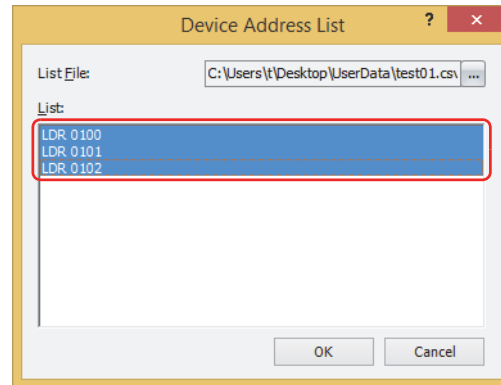 Device Address List
? ×
List File: C:\Users\t\Desktop\UserData\test01.csv ...
List:
LDR 0100
LDR 0101
LDR 0102
OK Cancel